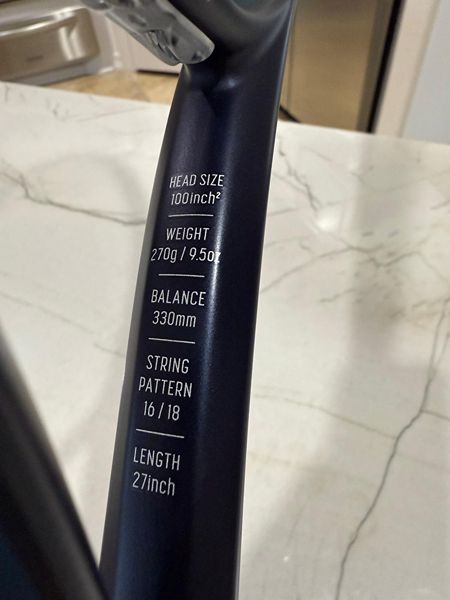 HEAD SIZE
100inch²
WEIGHT
270g / 9.5oz
BALANCE
330mm
STRING
PATTERN
16 / 18
LENGTH
27inch